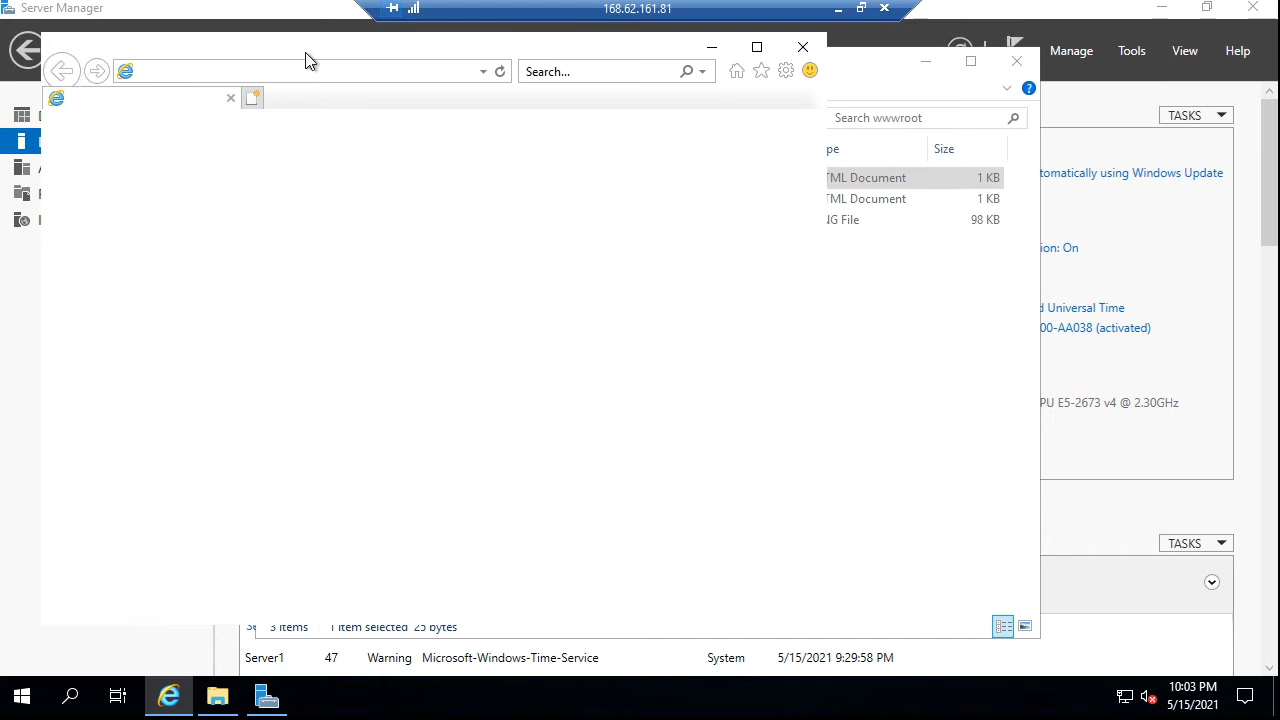 Server Manager
168.62.161.81
Manage
Tools
View
Help
Search...
Search wwwroot
pe
Size
TML Document
1 KB
TML Document
1 KB
NG File
98 KB
TASKS
tomatically using Windows Update
ion: On
d Universal Time
00-AA038 (activated)
PU E5-2673 v4 @ 2.30GHz
TASKS
3 items
1 item selected 25 bytes
Server1
47
Warning
Microsoft-Windows-Time-Service
System
5/15/2021 9:29:58 PM
10:03 PM
5/15/2021